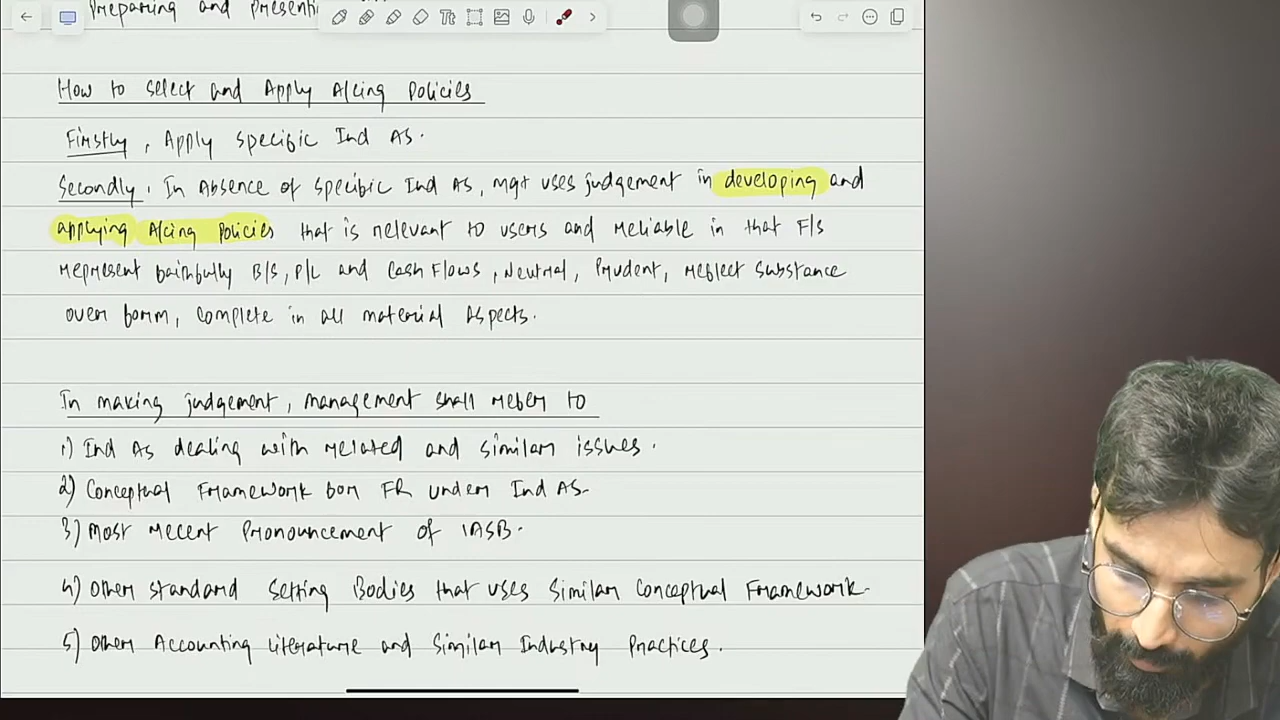 Preparing and Presenti
How to select and Apply A/cing Policies
Firstly, Apply specific Ind AS.
Secondly. In Absence of specific Ind AS, mgt uses judgement in developing and
applying A/cing Policies that is relevant to users and reliable in that F/s
represent faithfully B/S, P/L and Cash Flows, Neutral, Prudent, reflect substance
over form, complete in all material Aspects.
In making judgement, management shall refer to
1) Ind As dealing with related and similar issues.
2) Conceptual Framework for FR under Ind AS.
3) Most recent Pronouncement of IASB.
4) Other Standard Setting Bodies that uses Similar Conceptual Framework.
5) Other Accounting Literature and Similar Industry Practices.